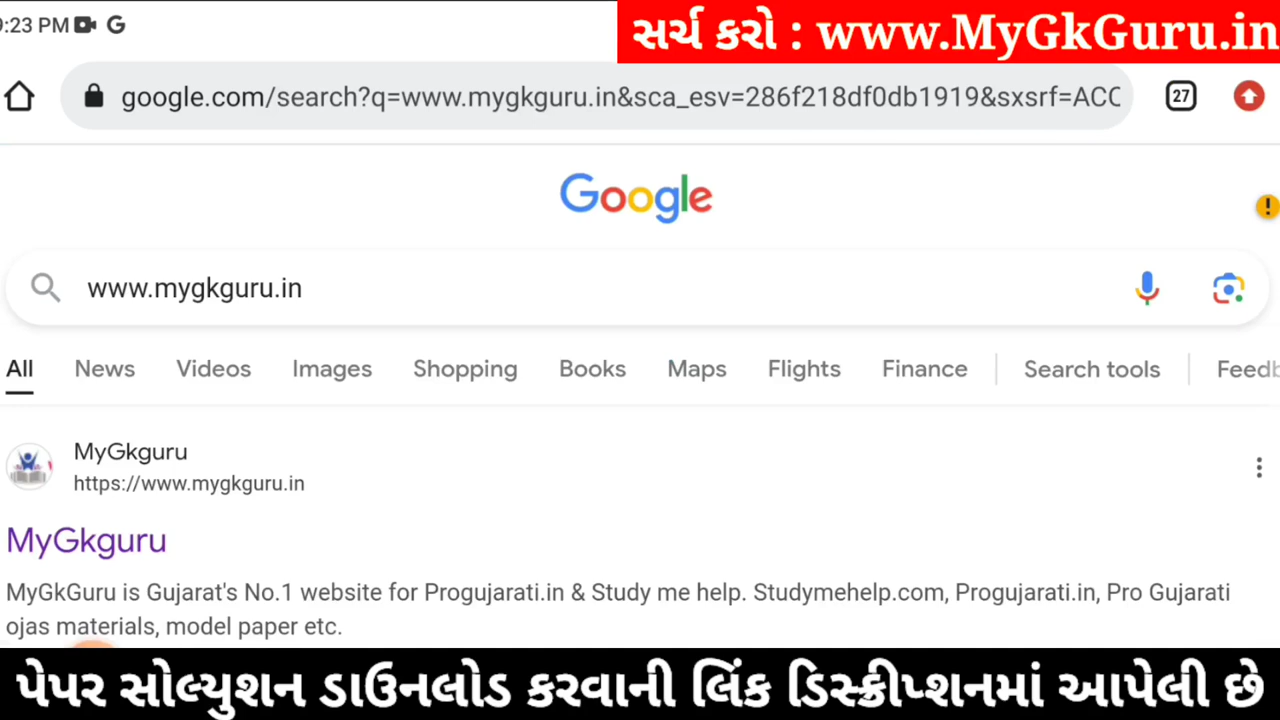 9:23 PM
સર્ચ કરો : www.MyGkGuru.in
google.com/search?q=www.mygkguru.in&sca_esv=286f218df0db1919&sxsrf=ACC
27
Google
www.mygkguru.in
All News Videos Images Shopping Books Maps Flights Finance Search tools Feedb
MyGkguru
https://www.mygkguru.in
MyGkguru
MyGkGuru is Gujarat's No.1 website for Progujarati.in & Study me help. Studymehelp.com, Progujarati.in, Pro Gujarati
ojas materials, model paper etc.
પેપર સોલ્યુશન ડાઉનલોડ કરવાની લિંક ડિસ્ક્રીપ્શનમાં આપેલી છે